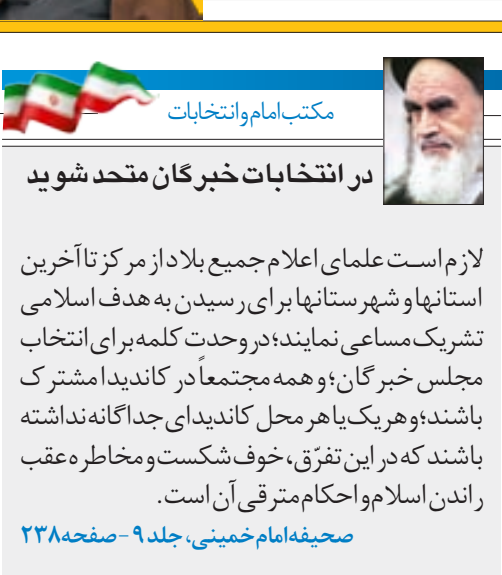 مکتب امام و انتخابات
در انتخابات خبرگان متحد شوید
لازم است علمای اعلام جمیع بلاد از مرکز تا آخرین
استانها و شهرستانها برای رسیدن به هدف اسلامی
تشریک مساعی نمایند؛ در وحدت کلمه برای انتخاب
مجلس خبرگان؛ و همه مجتمعاً در کاندیدا مشترک
باشند؛ و هر یک یا هر محل کاندیدای جداگانه نداشته
باشند که در این تفرّق، خوف شکست و مخاطره عقب
راندن اسلام و احکام مترقی آن است.
صحیفه امام خمینی، جلد ۹ - صفحه ۲۳۸